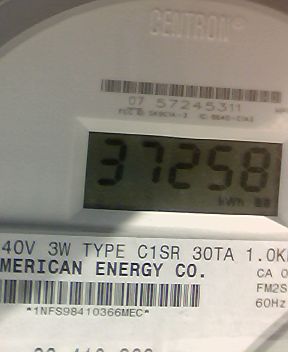 CENTRON®
07 57245311
37258
kWh
40V 3W TYPE C1SR 30TA 1.0K
MERICAN ENERGY CO.
CA 0
FM2S
*1NFS98410366MEC*
60Hz